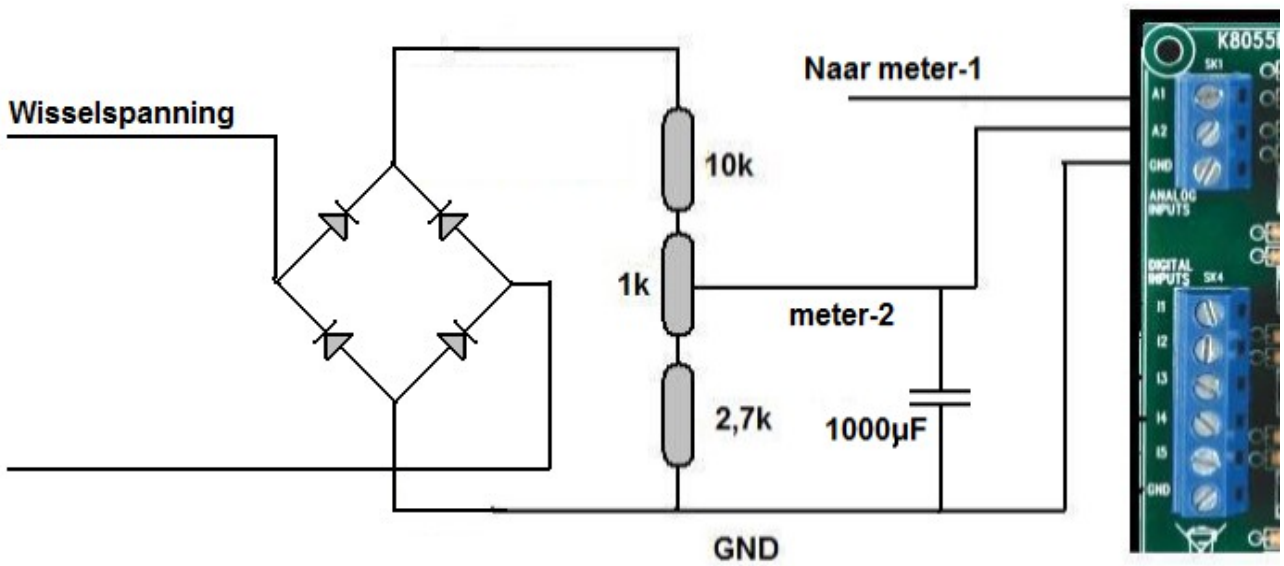 Wisselspanning
Naar meter-1
10k
1k
meter-2
2,7k
1000µF
GND
K8055
SK1
A1
A2
GND
ANALOG
INPUTS
DIGITAL
INPUTS SK4
I1
I2
I3
I4
I5
GND